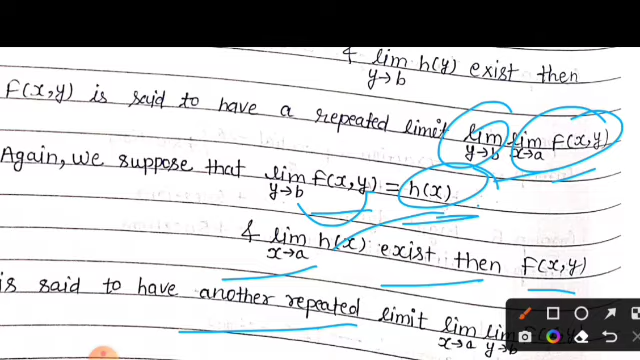 & lim h(y) exist then
y→b
F(x,y) is said to have a repeated limit lim lim F(x,y)
y→b x→a
Again, we suppose that lim F(x,y) = h(x)
y→b
& lim h(x) exist then F(x,y)
x→a
is said to have another repeated limit lim lim F(x,y)
x→a y→b